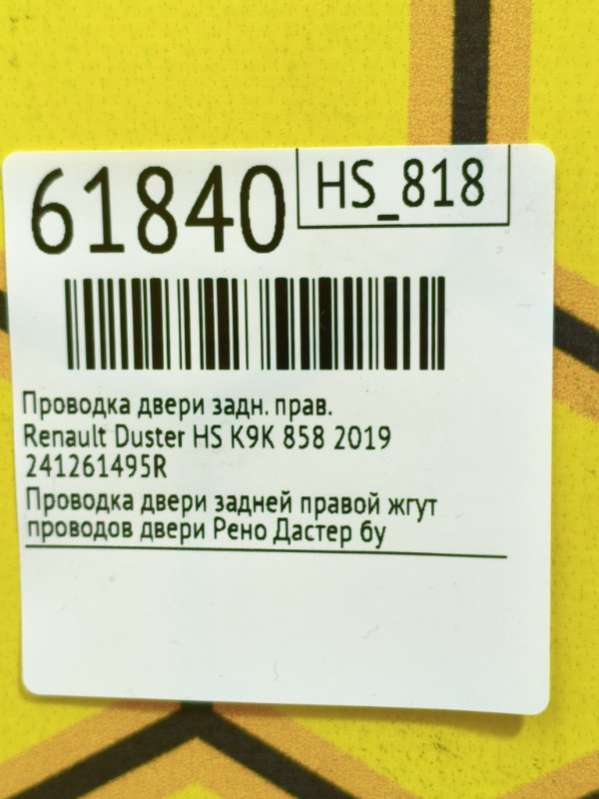 61840
HS_818
Проводка двери задн. прав.
Renault Duster HS K9K 858 2019
241261495R
Проводка двери задней правой жгут
проводов двери Рено Дастер бу